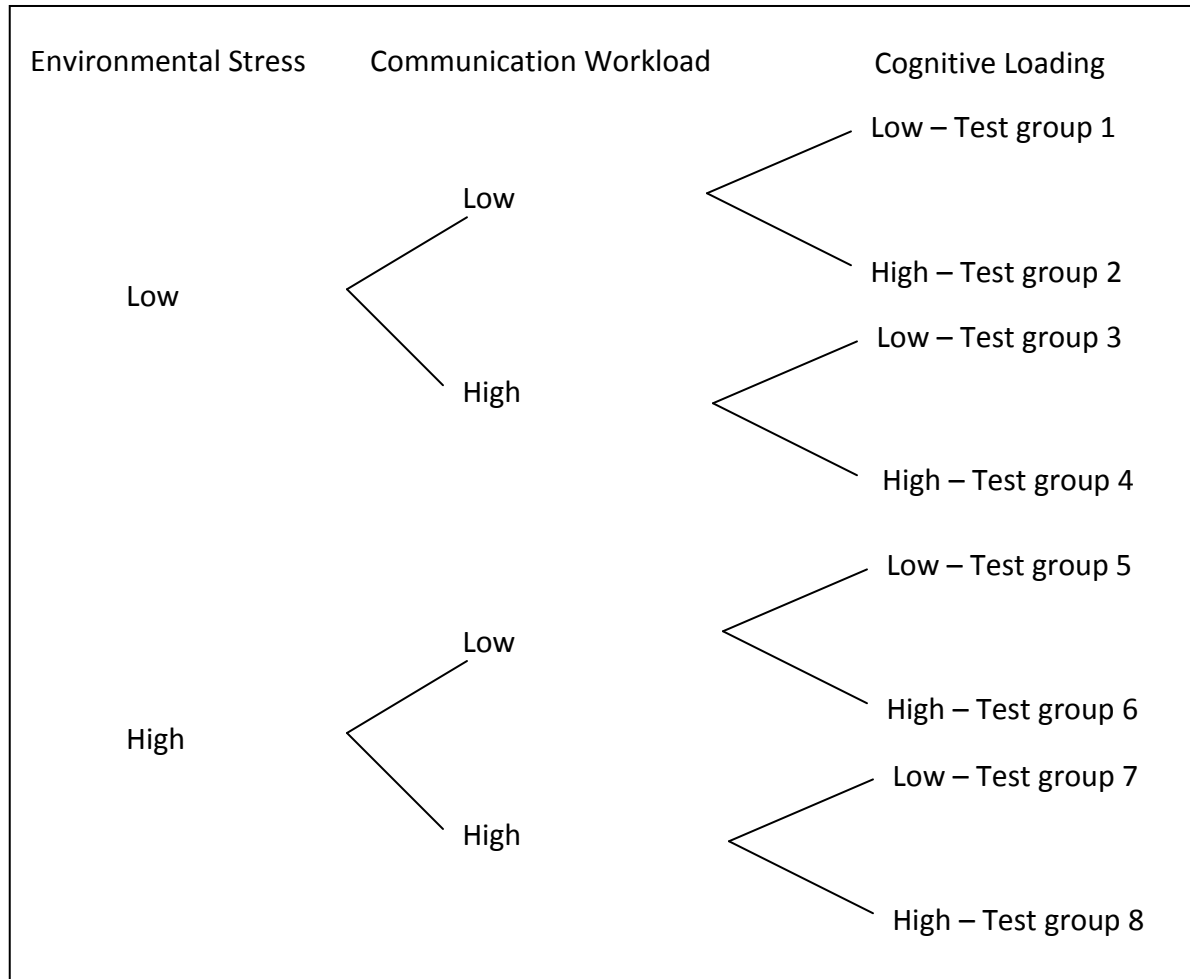 Environmental Stress
Communication Workload
Cognitive Loading
Low – Test group 1
Low
High – Test group 2
Low
Low – Test group 3
High
High – Test group 4
Low – Test group 5
Low
High – Test group 6
High
Low – Test group 7
High
High – Test group 8